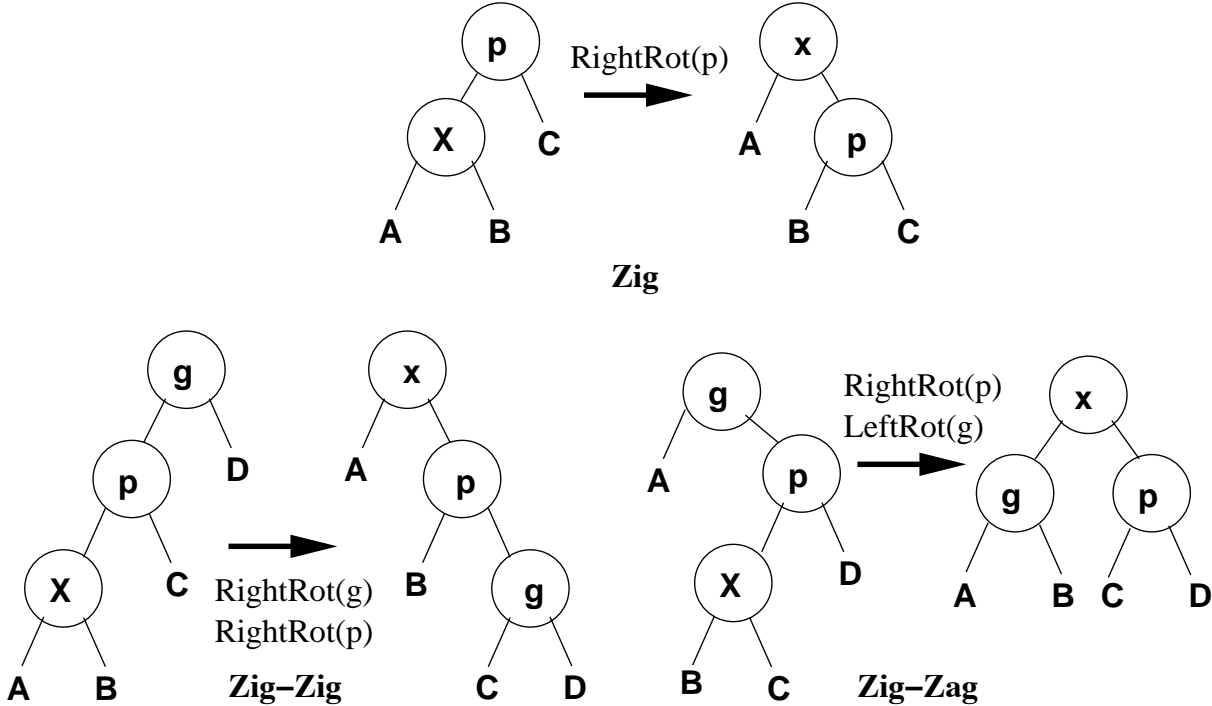 p
RightRot(p)
x
X
C
A
p
A
B
B
C
Zig
g
x
g
RightRot(p)
LeftRot(g)
x
p
D
A
p
A
p
g
p
X
C
B
g
X
D
A
B
C
D
RightRot(g)
RightRot(p)
A
B
C
D
B
C
Zig–Zig
Zig–Zag